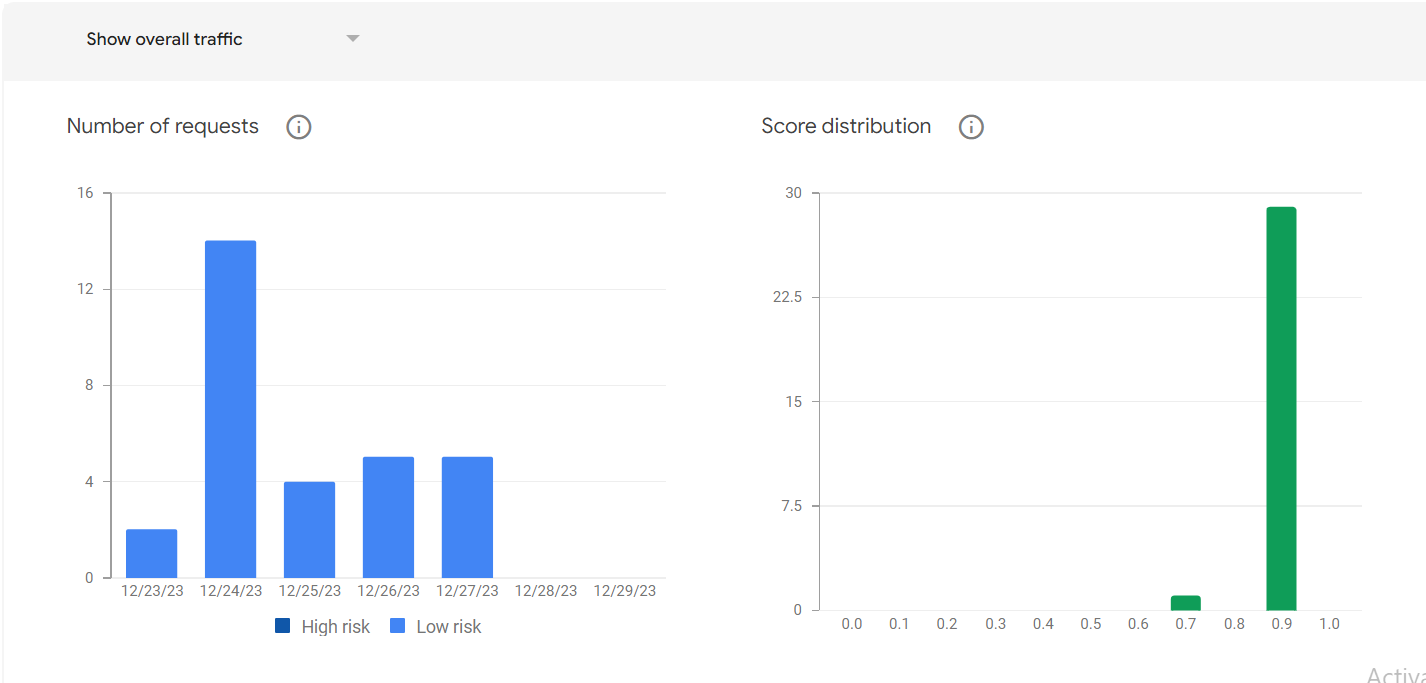 Show overall traffic
Number of requests
16
12
8
4
0
12/23/23 12/24/23 12/25/23 12/26/23 12/27/23 12/28/23 12/29/23
High risk Low risk
Score distribution
30
22.5
15
7.5
0
0.0 0.1 0.2 0.3 0.4 0.5 0.6 0.7 0.8 0.9 1.0